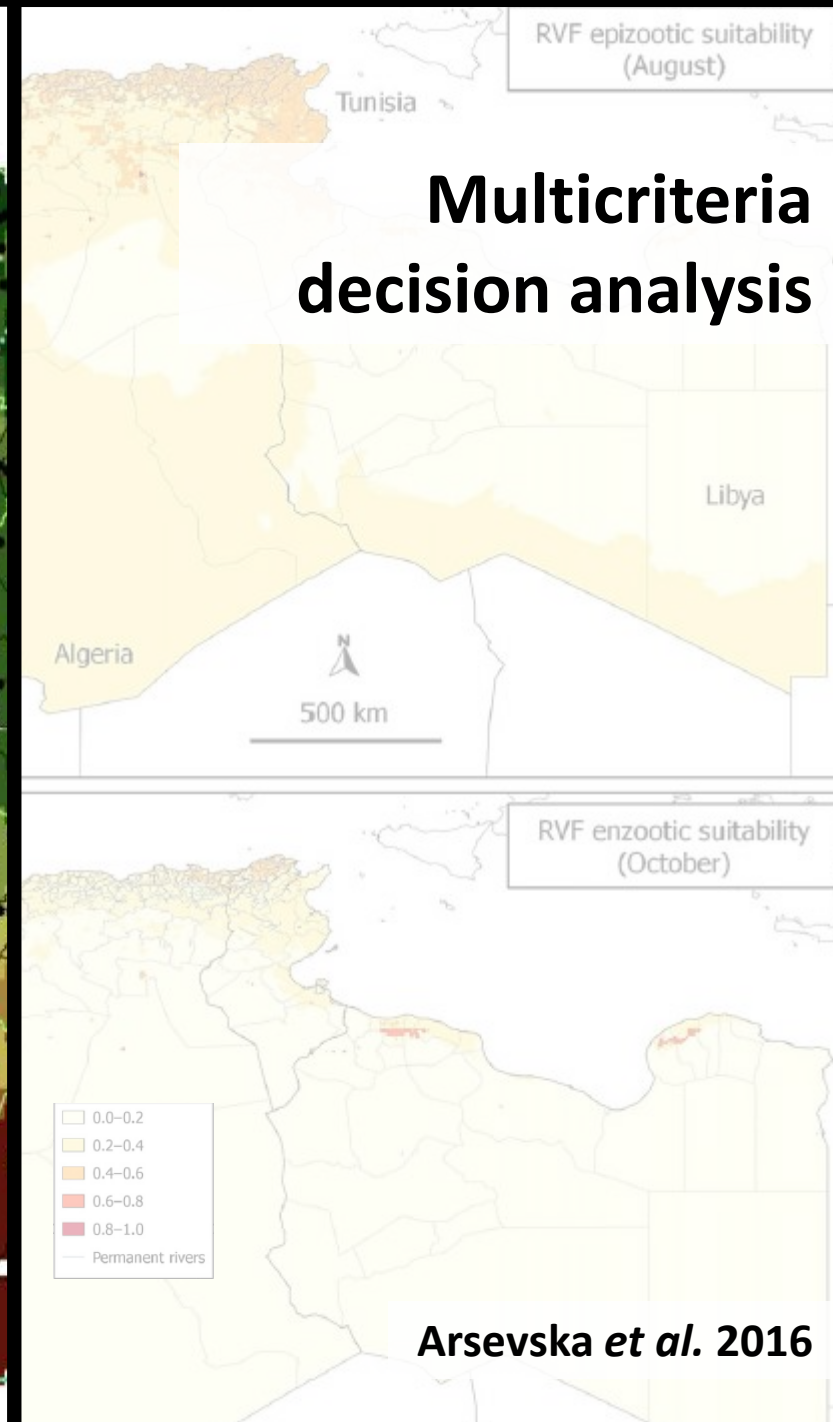 RVF epizootic suitability
(August)
Tunisia
Multicriteria
decision analysis
Libya
Algeria
N
500 km
RVF enzootic suitability
(October)
0.0–0.2
0.2–0.4
0.4–0.6
0.6–0.8
0.8–1.0
Permanent rivers
Arsevska et al. 2016